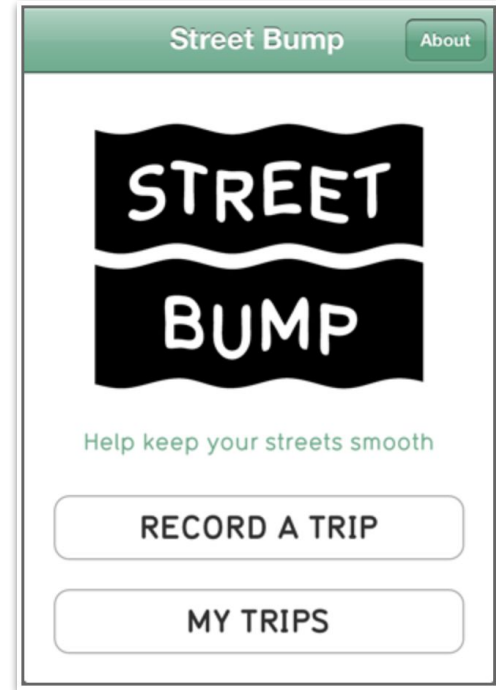 Street Bump
About
STREET
BUMP
Help keep your streets smooth
RECORD A TRIP
MY TRIPS